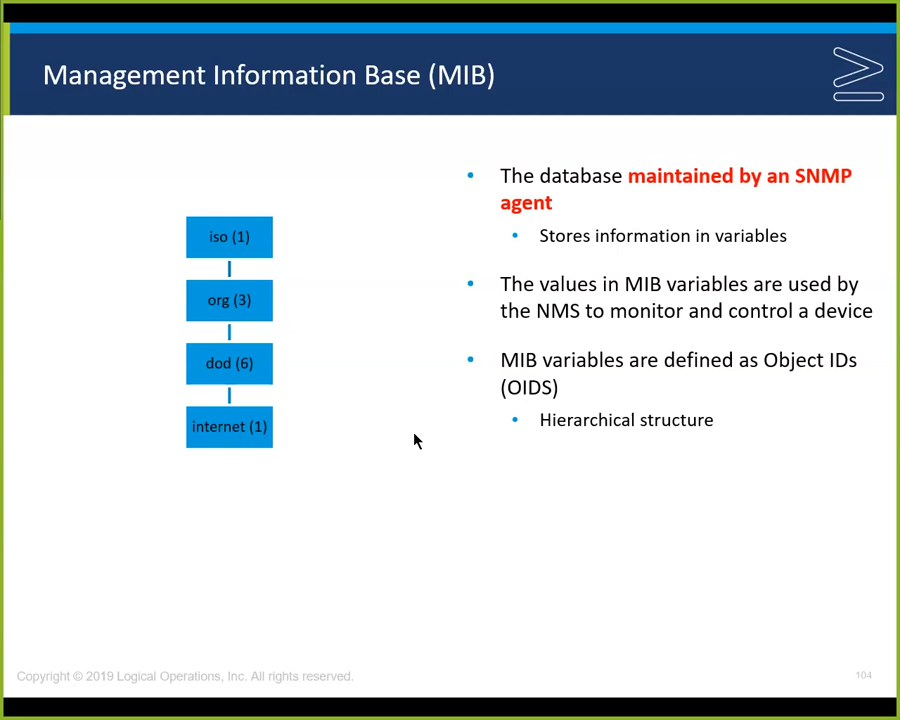 Management Information Base (MIB)
iso (1)
org (3)
dod (6)
internet (1)
• The database maintained by an SNMP
agent
• Stores information in variables
• The values in MIB variables are used by
the NMS to monitor and control a device
• MIB variables are defined as Object IDs
(OIDS)
• Hierarchical structure
Copyright © 2019 Logical Operations, Inc. All rights reserved.
104